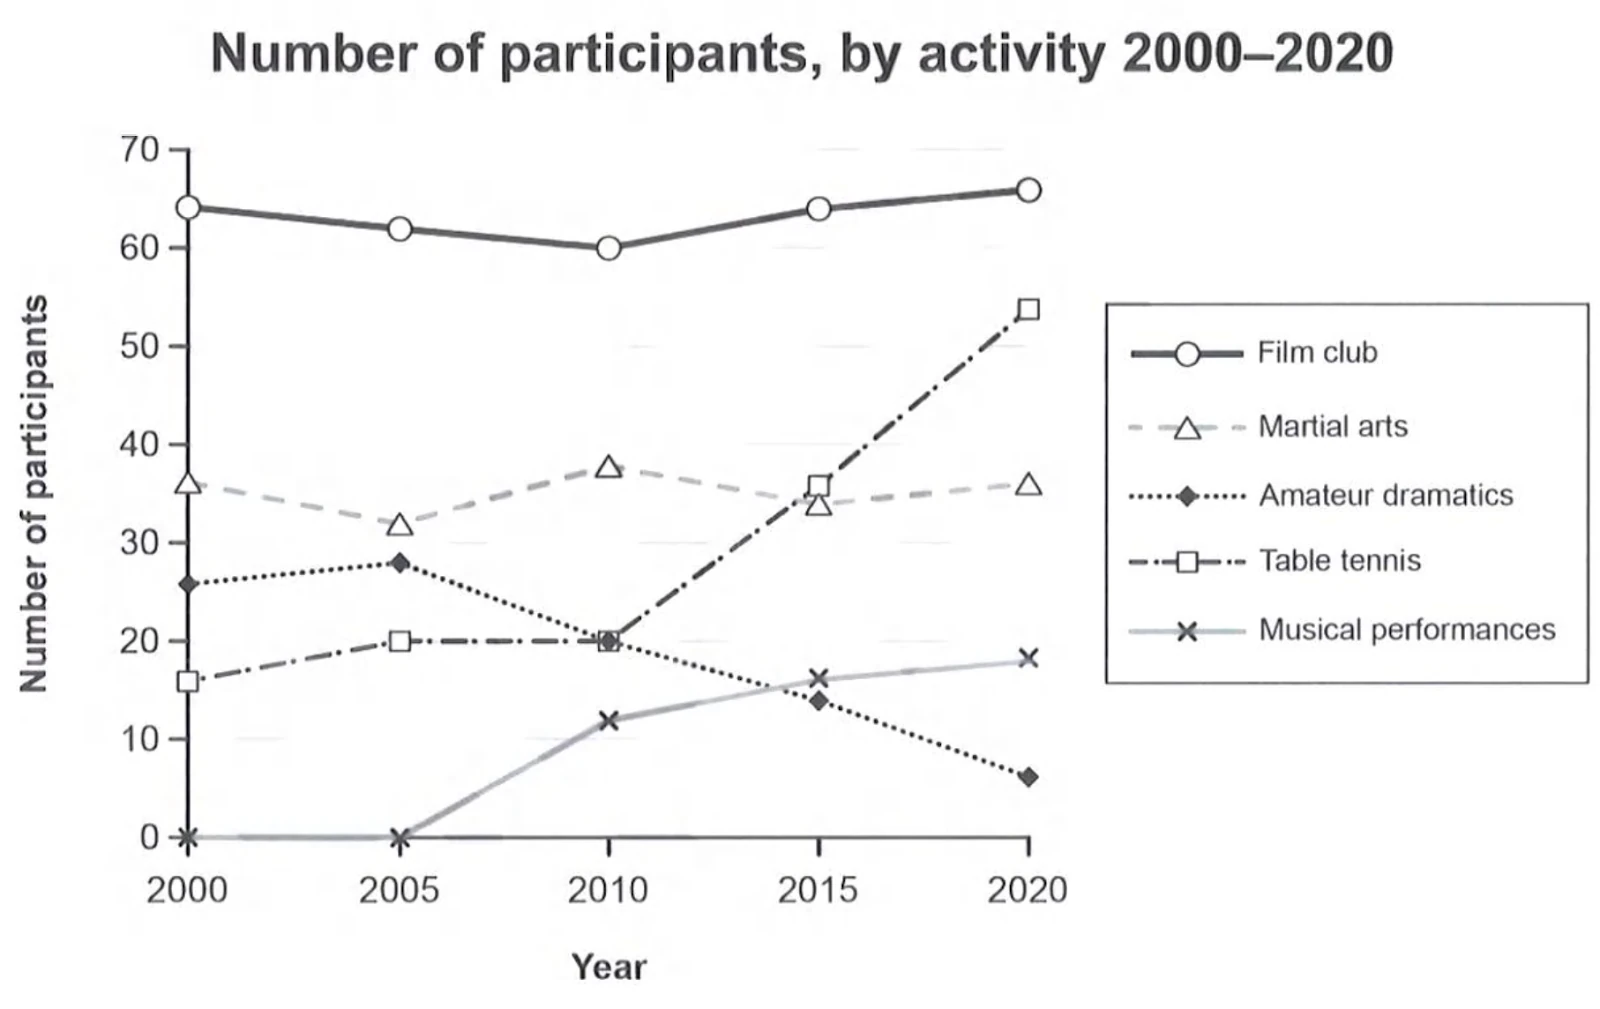 Number of participants, by activity 2000–2020
Number of participants
70
60
50
40
30
20
10
0
2000 2005 2010 2015 2020
Year
Film club
Martial arts
Amateur dramatics
Table tennis
Musical performances